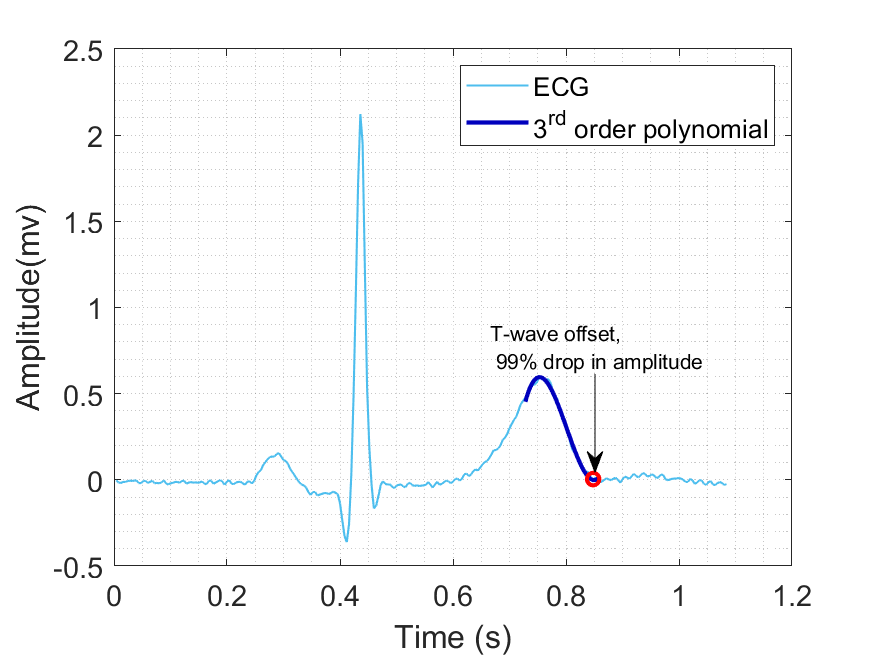 2.5
2
1.5
1
0.5
0
-0.5
0
0.2
0.4
0.6
0.8
1
1.2
Amplitude(mv)
Time (s)
ECG
3rd order polynomial
T-wave offset,
99% drop in amplitude